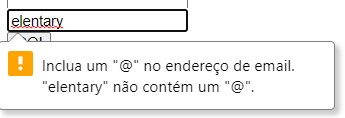 elentary
Inclua um "@" no endereço de email.
"elentary" não contém um "@".